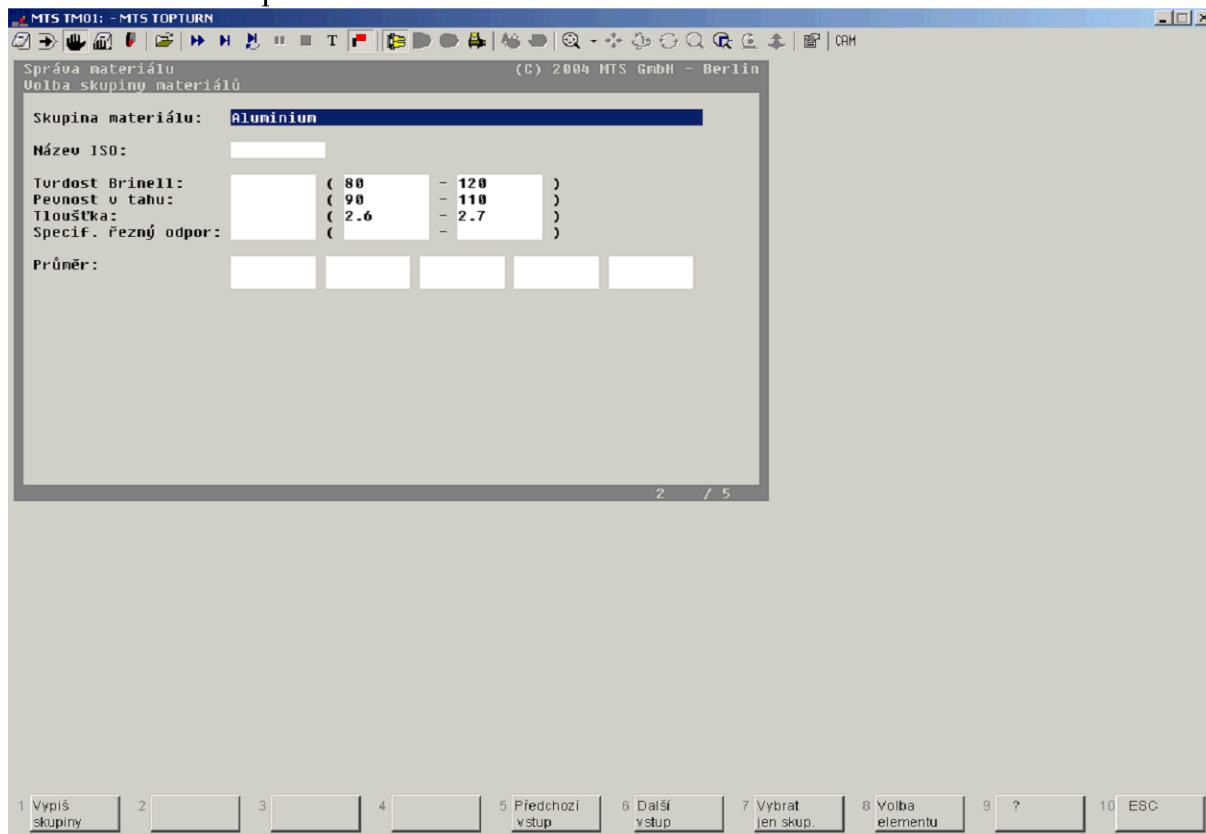 MTS TM01: - MTS TOPTURN
T CAM
Správa materiálu (C) 2004 MTS GmbH - Berlin
Volba skupiny materiálů
Skupina materiálu: Aluminium
Název ISO:
Tvrdost Brinell: ( 80 - 120 )
Pevnost v tahu: ( 90 - 110 )
Tloušťka: ( 2.6 - 2.7 )
Specif. řezný odpor: ( - )
Průměr:
2 / 5
1 Vypiš skupiny 2 3 4 5 Předchozí vstup 6 Další vstup 7 Vybrat jen skup. 8 Volba elementu 9 ? 10 ESC